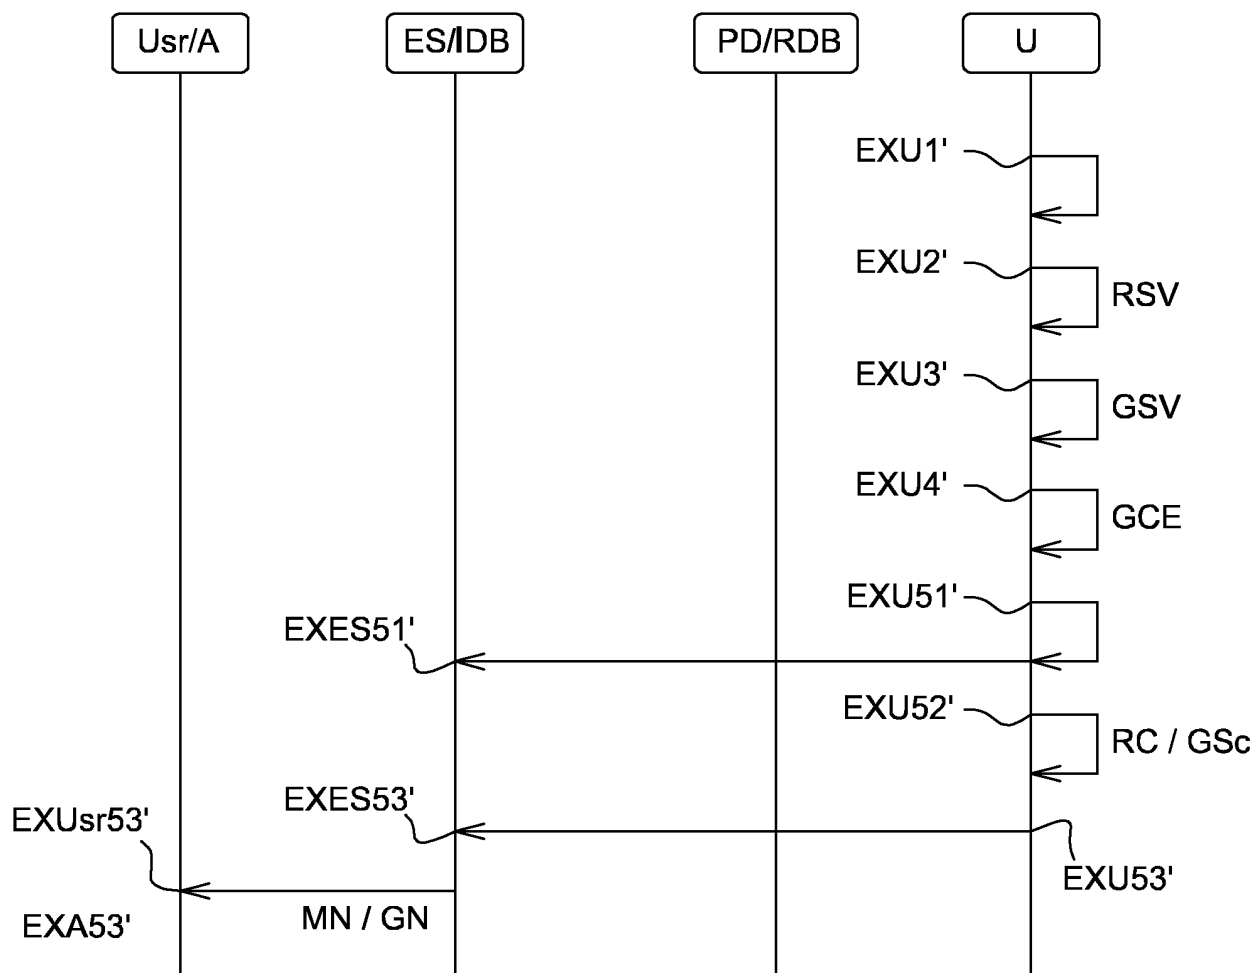 Usr/A
ES/IDB
PD/RDB
U
EXU1'
EXU2'
RSV
EXU3'
GSV
EXU4'
GCE
EXU51'
EXES51'
EXU52'
RC / GSc
EXES53'
EXUsr53'
EXU53'
MN / GN
EXA53'